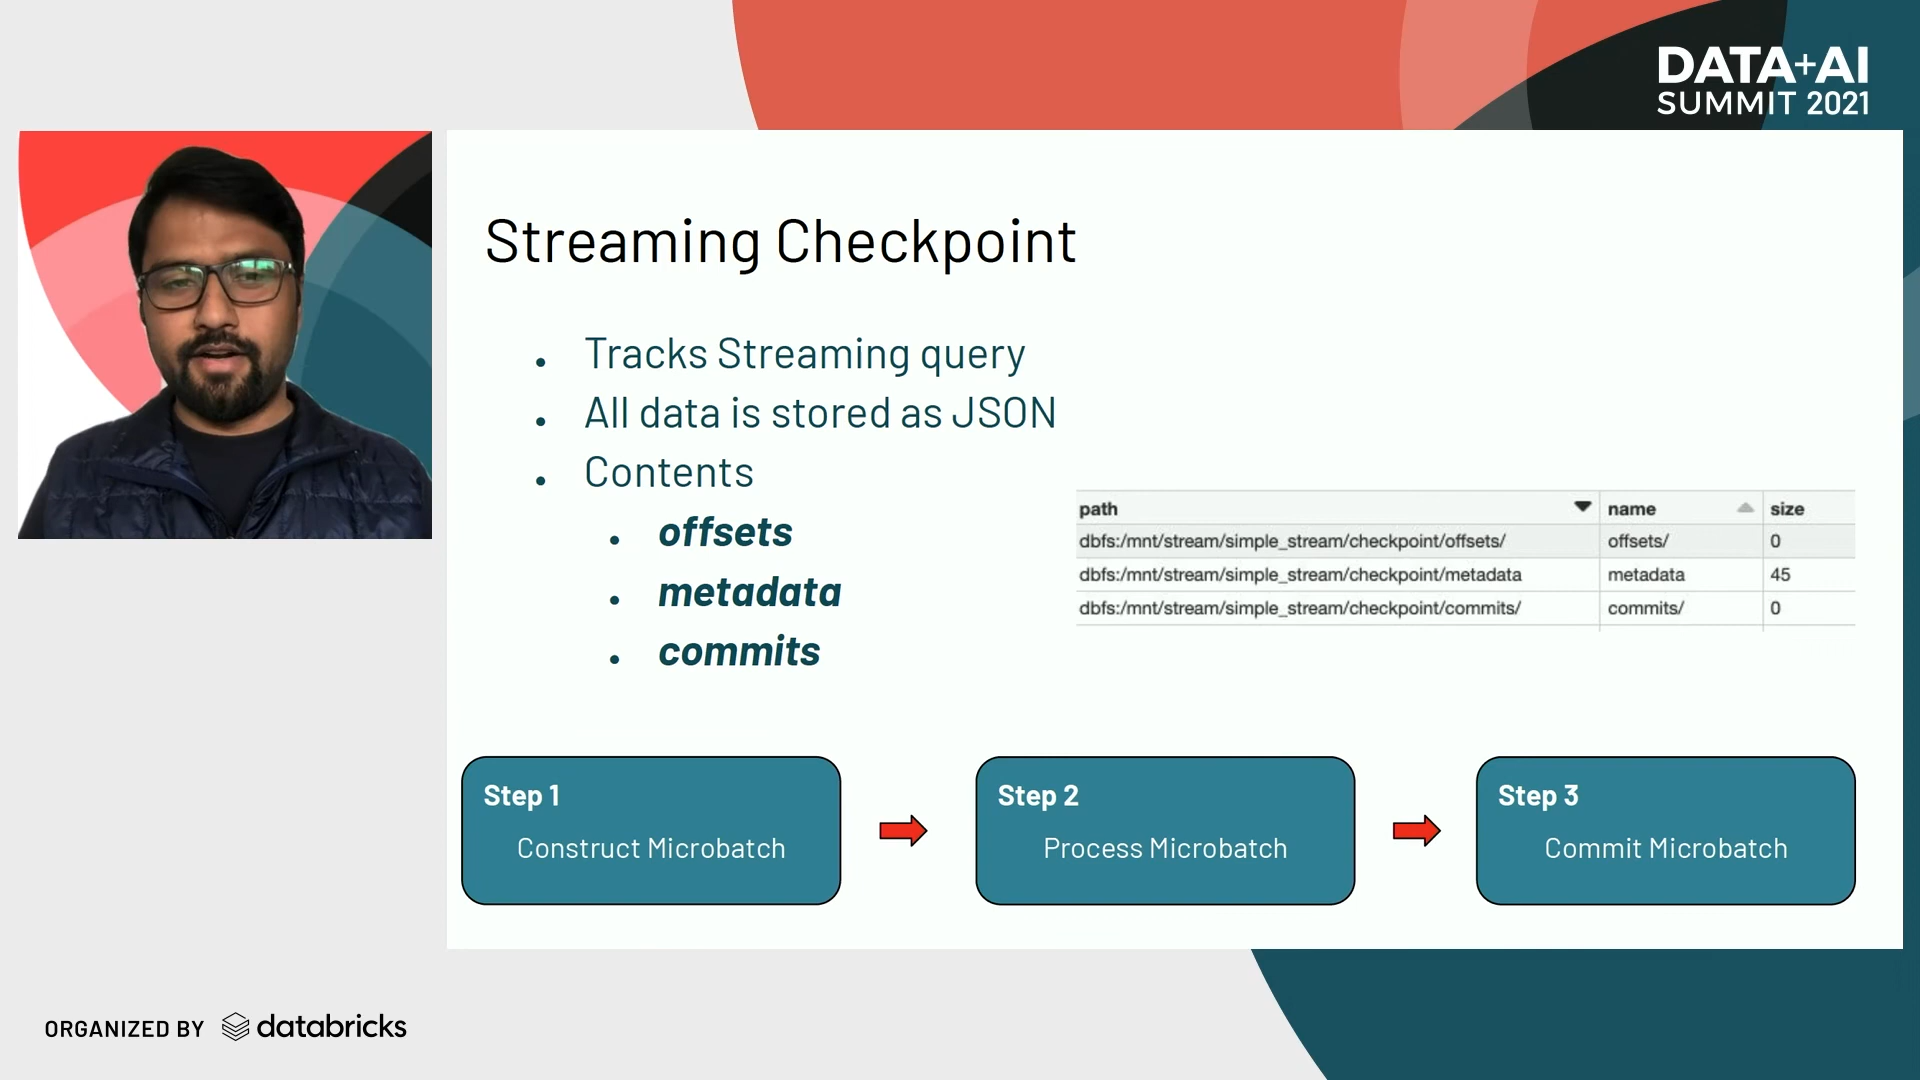 DATA+AI
SUMMIT 2021
Streaming Checkpoint
• Tracks Streaming query
• All data is stored as JSON
• Contents
• offsets
• metadata
• commits
path name size
dbfs:/mnt/stream/simple_stream/checkpoint/offsets/ offsets/ 0
dbfs:/mnt/stream/simple_stream/checkpoint/metadata metadata 45
dbfs:/mnt/stream/simple_stream/checkpoint/commits/ commits/ 0
Step 1
Construct Microbatch
Step 2
Process Microbatch
Step 3
Commit Microbatch
ORGANIZED BY databricks